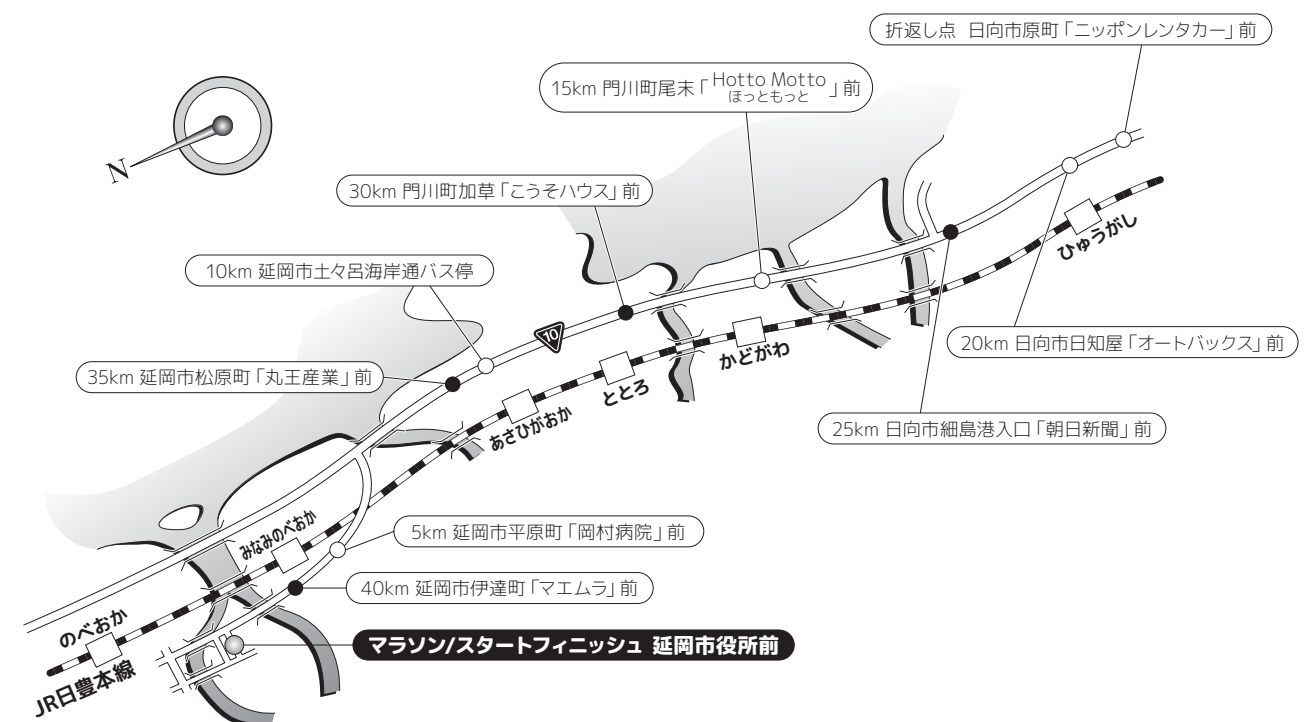 折返し点 日向市原町「ニッポンレンタカー」前
15km 門川町尾末「Hotto Motto」前
ほっともっと
N
30km 門川町加草「こうそハウス」前
10km 延岡市土々呂海岸通バス停
10
ひゅうがし
20km 日向市日知屋「オートバックス」前
かどがわ
35km 延岡市松原町「丸王産業」前
ととろ
あさひがおか
25km 日向市細島港入口「朝日新聞」前
みなみのべおか
5km 延岡市平原町「岡村病院」前
40km 延岡市伊達町「マエムラ」前
のべおか
マラソン/スタートフィニッシュ 延岡市役所前
JR日豊本線